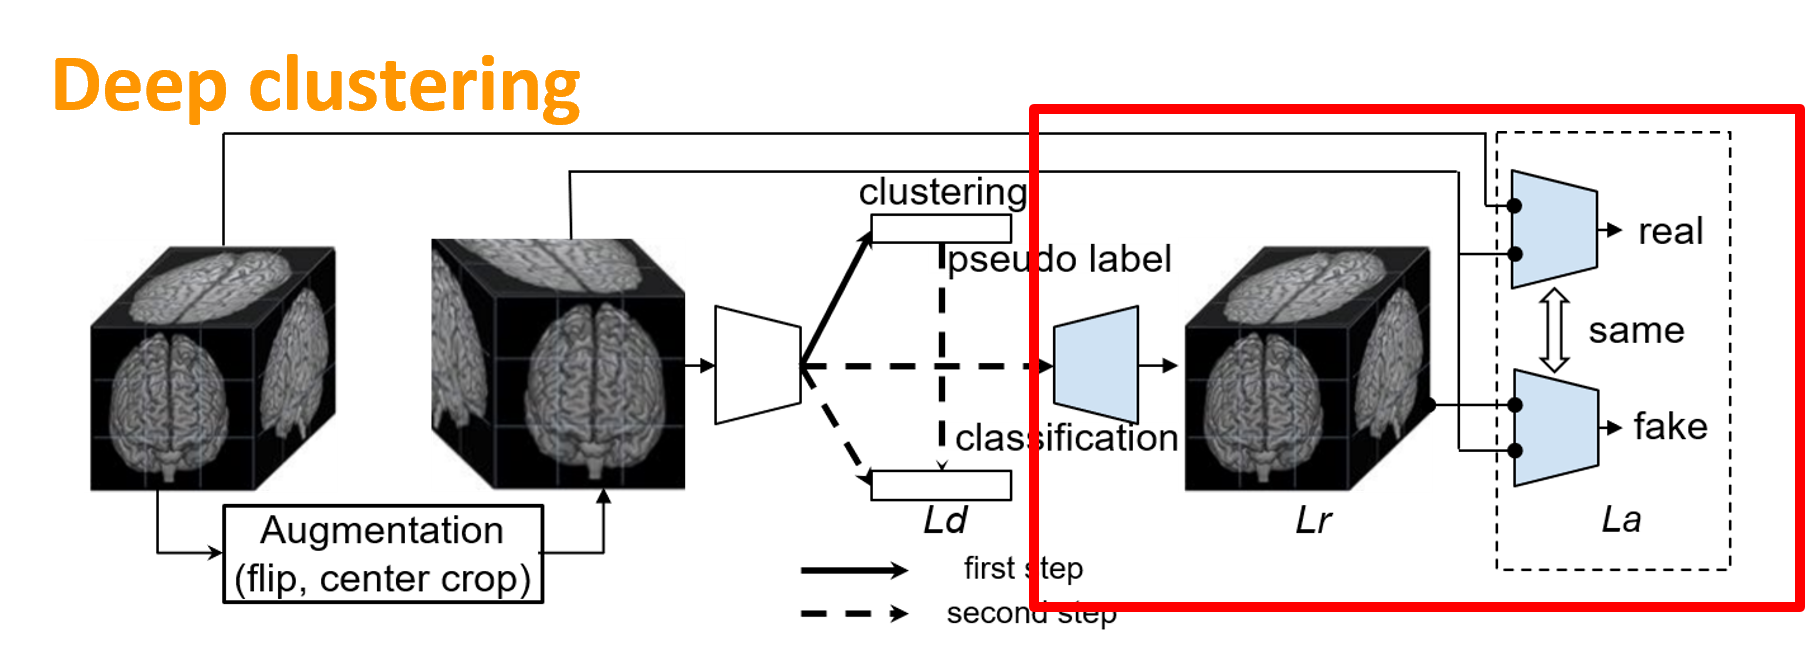 Deep clustering
clustering
pseudo label
real
same
classification
fake
Ld
Lr
La
Augmentation
(flip, center crop)
first step
second step